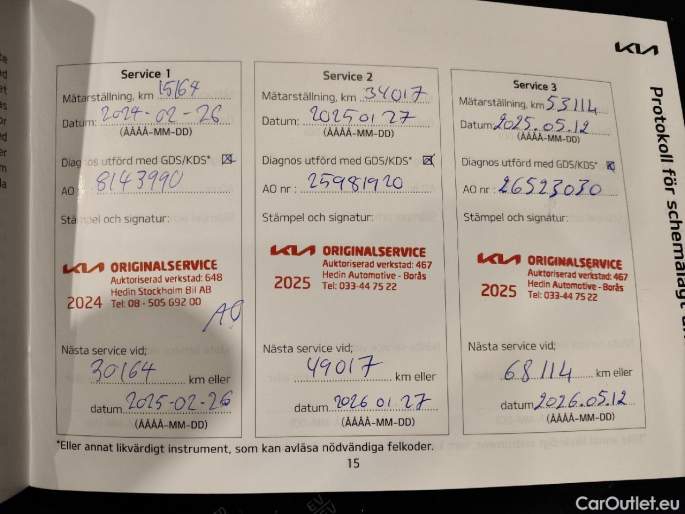 KIA
Protokoll för schemalagt
Service 1
Mätarställning, km 15164
Datum: 2024-02-26
(ÅÅÅÅ-MM-DD)
Diagnos utförd med GDS/KDS*
AO : 8143990
Stämpel och signatur:
KIA ORIGINALSERVICE
Auktoriserad verkstad: 648
Hedin Stockholm Bil AB
2024 Tel: 08 - 505 692 00
Nästa service vid;
30164 km eller
datum 2025-02-26
(ÅÅÅÅ-MM-DD)
Service 2
Mätarställning, km 34017
Datum: 2025 01 27
(ÅÅÅÅ-MM-DD)
Diagnos utförd med GDS/KDS*
AO nr : 25981920
Stämpel och signatur:
KIA ORIGINALSERVICE
Auktoriserad verkstad: 467
Hedin Automotive - Borås
2025 Tel: 033-44 75 22
Nästa service vid;
49017 km eller
datum 2026 01 27
(ÅÅÅÅ-MM-DD)
Service 3
Mätarställning, km 53114
Datum 2025.05.12
(ÅÅÅÅ-MM-DD)
Diagnos utförd med GDS/KDS*
AO nr : 26523030
Stämpel och signatur:
KIA ORIGINALSERVICE
Auktoriserad verkstad: 467
Hedin Automotive - Borås
2025 Tel: 033-44 75 22
Nästa service vid;
68114 km eller
datum 2026.05.12
(ÅÅÅÅ-MM-DD)
*Eller annat likvärdigt instrument, som kan avläsa nödvändiga felkoder.
15
CarOutlet.eu